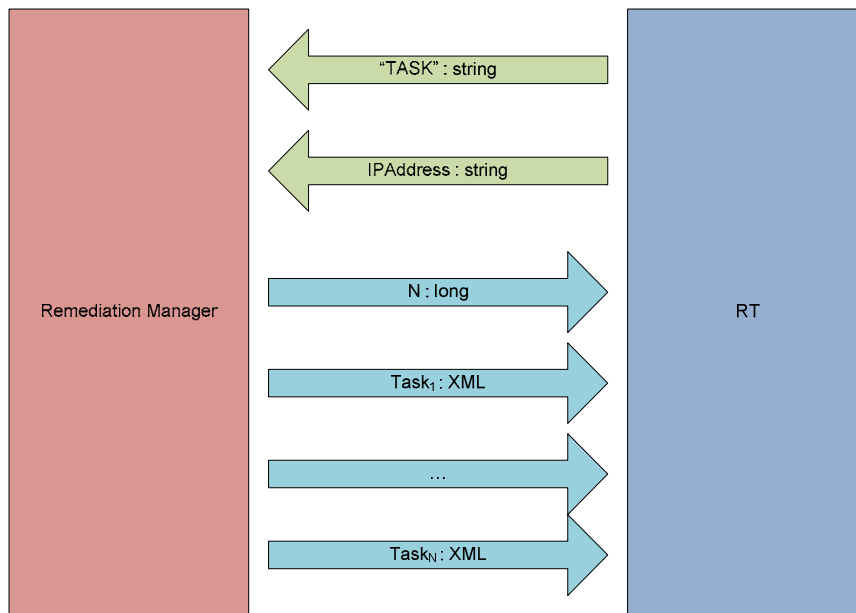 “TASK” : string
IPAddress : string
Remediation Manager
N : long
RT
Task₁ : XML
...
Taskₙ : XML